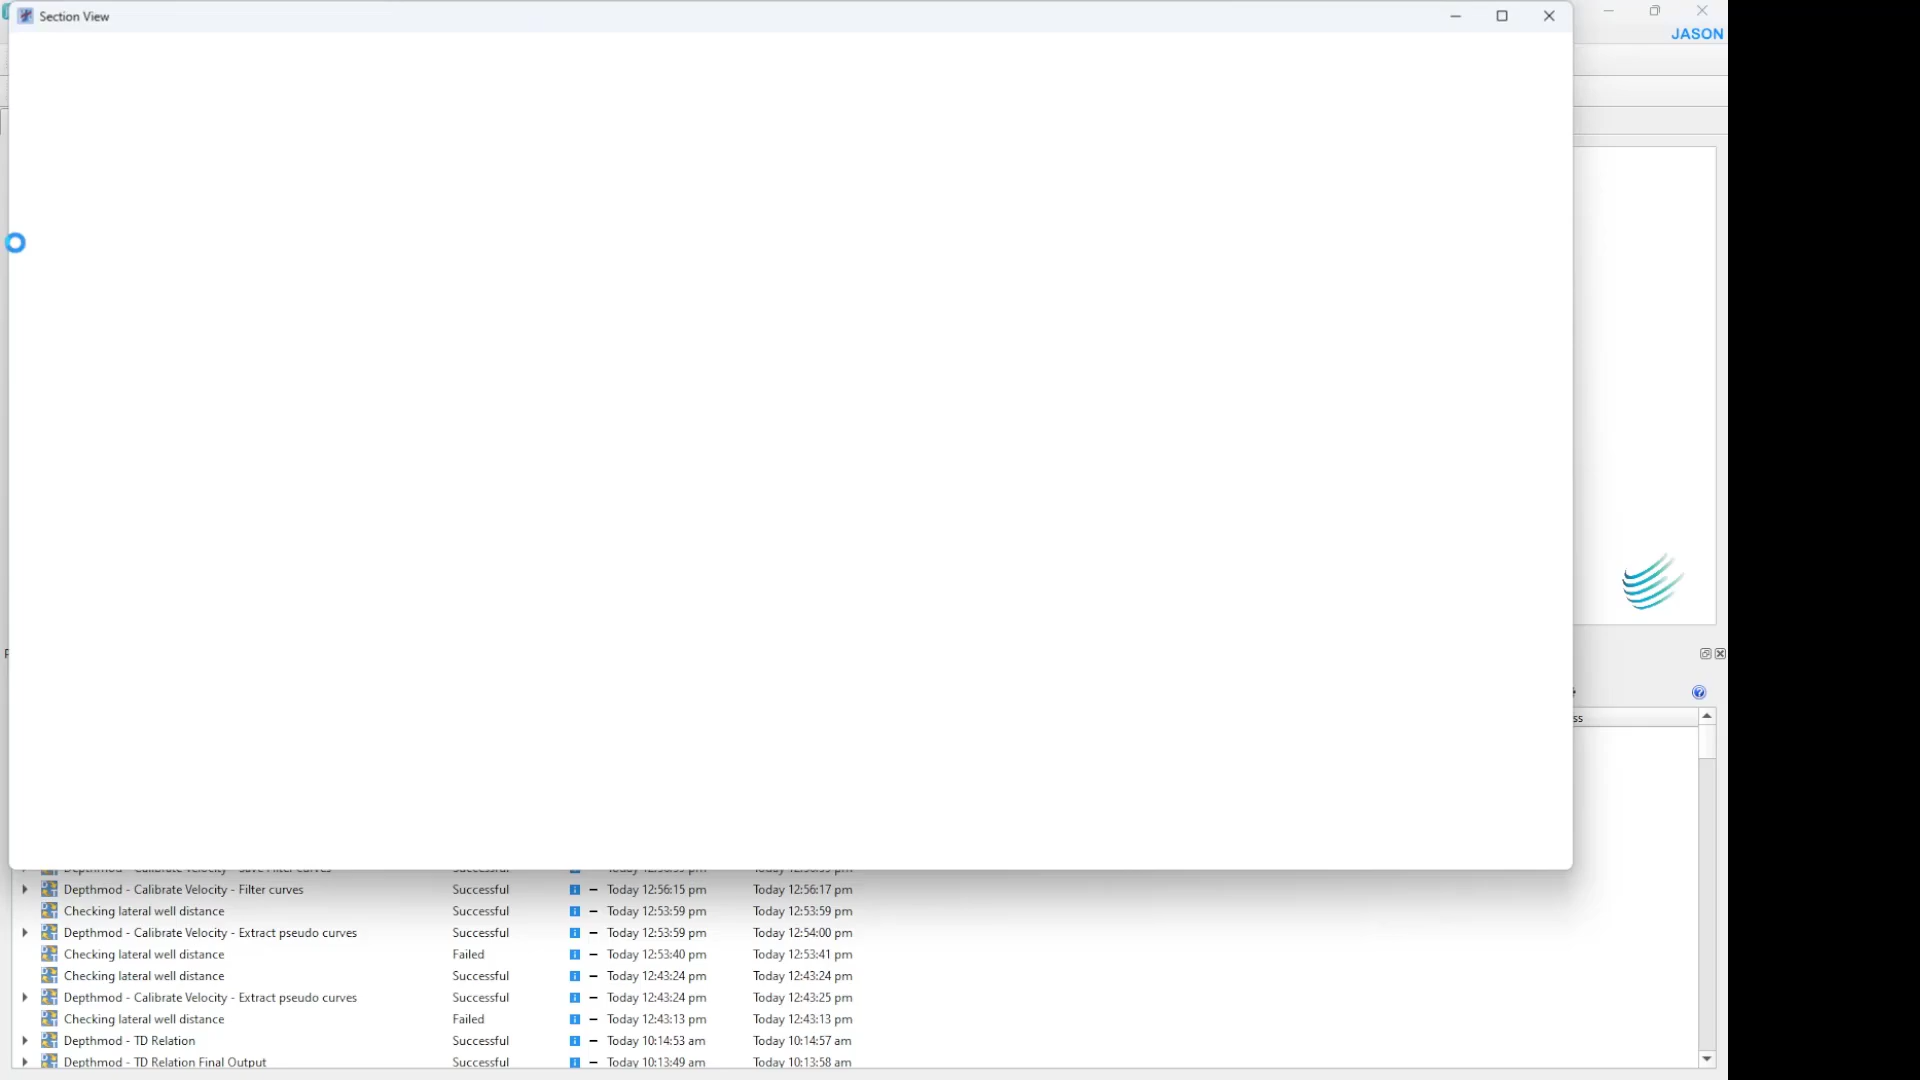 Section View
JASON
ss
Depthmod - Calibrate Velocity - Filter curves Successful Today 12:56:15 pm Today 12:56:17 pm
Checking lateral well distance Successful Today 12:53:59 pm Today 12:53:59 pm
Depthmod - Calibrate Velocity - Extract pseudo curves Successful Today 12:53:59 pm Today 12:54:00 pm
Checking lateral well distance Failed Today 12:53:40 pm Today 12:53:41 pm
Checking lateral well distance Successful Today 12:43:24 pm Today 12:43:24 pm
Depthmod - Calibrate Velocity - Extract pseudo curves Successful Today 12:43:24 pm Today 12:43:25 pm
Checking lateral well distance Failed Today 12:43:13 pm Today 12:43:13 pm
Depthmod - TD Relation Successful Today 10:14:53 am Today 10:14:57 am
Depthmod - TD Relation Final Output Successful Today 10:13:49 am Today 10:13:58 am